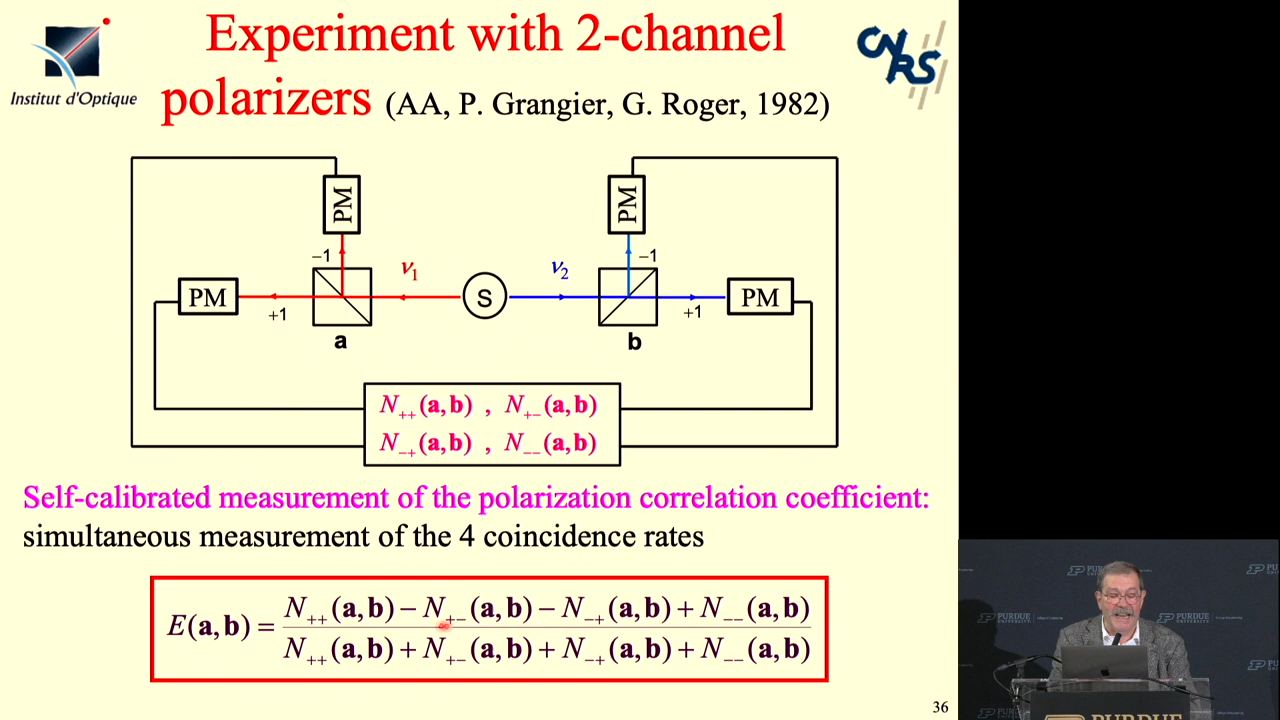 Experiment with 2-channel
polarizers (AA, P. Grangier, G. Roger, 1982)
Institut d'Optique
CNRS
PM
PM
−1
−1
ν1
ν2
PM
S
PM
+1
+1
a
b
N++(a,b) , N+−(a,b)
N−+(a,b) , N−−(a,b)
Self-calibrated measurement of the polarization correlation coefficient:
simultaneous measurement of the 4 coincidence rates
E(a,b) = N++(a,b) − N+−(a,b) − N−+(a,b) + N−−(a,b)
N++(a,b) + N+−(a,b) + N−+(a,b) + N−−(a,b)
36
PURDUE
UNIVERSITY
PURDUE